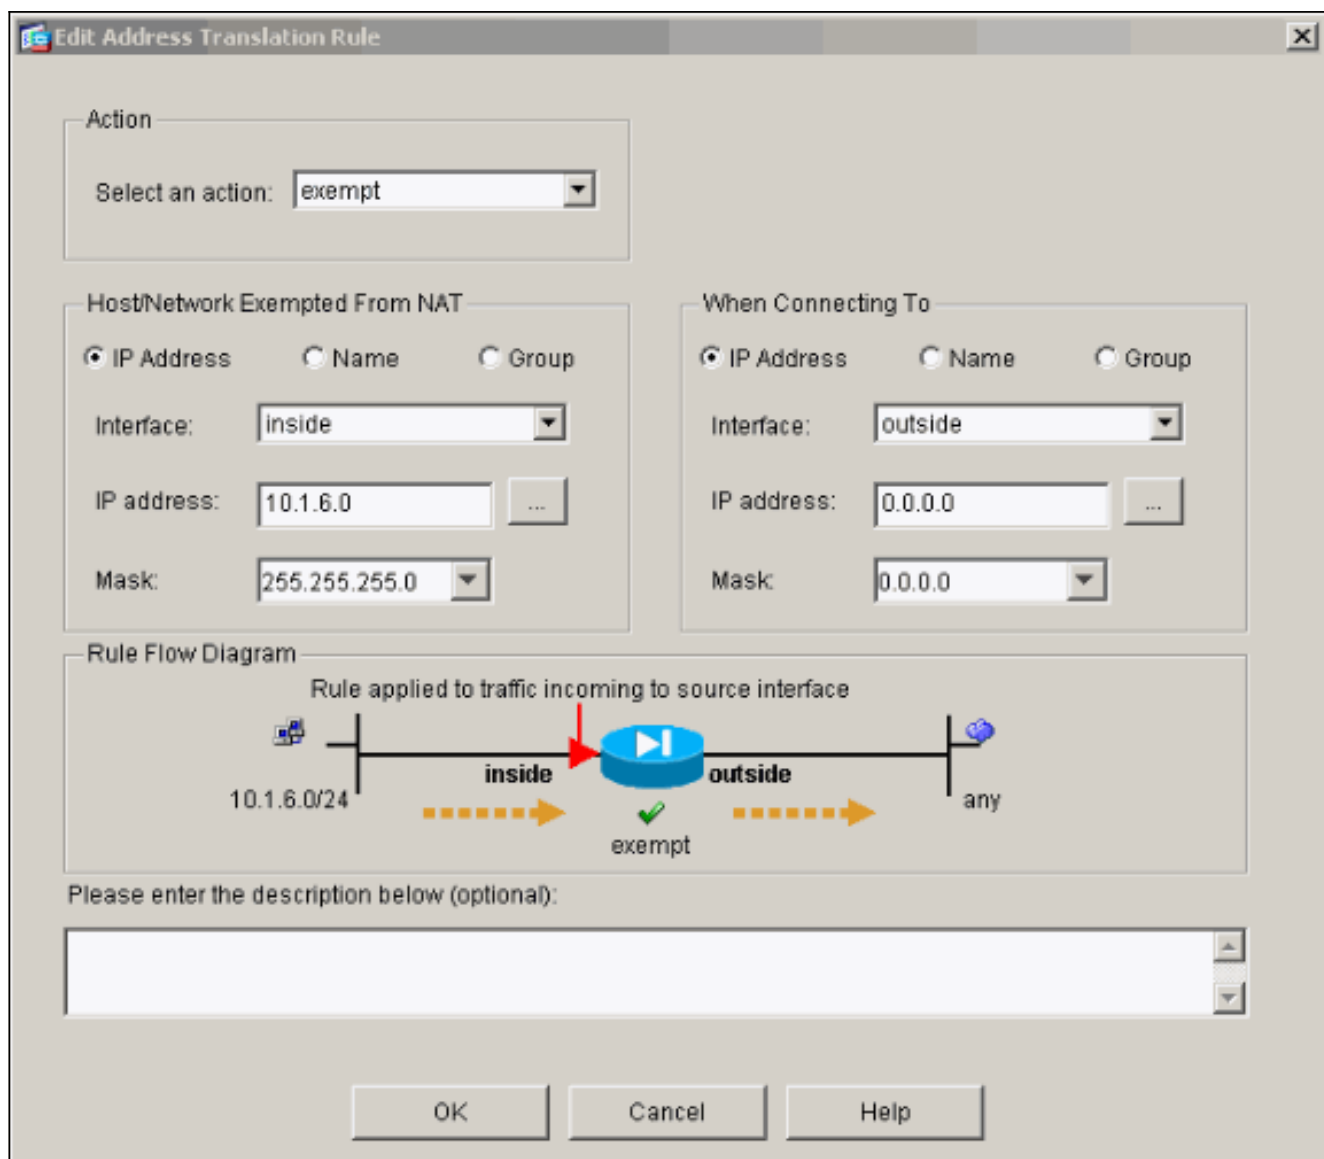 Edit Address Translation Rule
Action
Select an action: exempt
Host/Network Exempted From NAT
IP Address Name Group
Interface: inside
IP address: 10.1.6.0 ...
Mask: 255.255.255.0
When Connecting To
IP Address Name Group
Interface: outside
IP address: 0.0.0.0 ...
Mask: 0.0.0.0
Rule Flow Diagram
Rule applied to traffic incoming to source interface
inside outside
10.1.6.0/24 any
exempt
Please enter the description below (optional):
OK Cancel Help